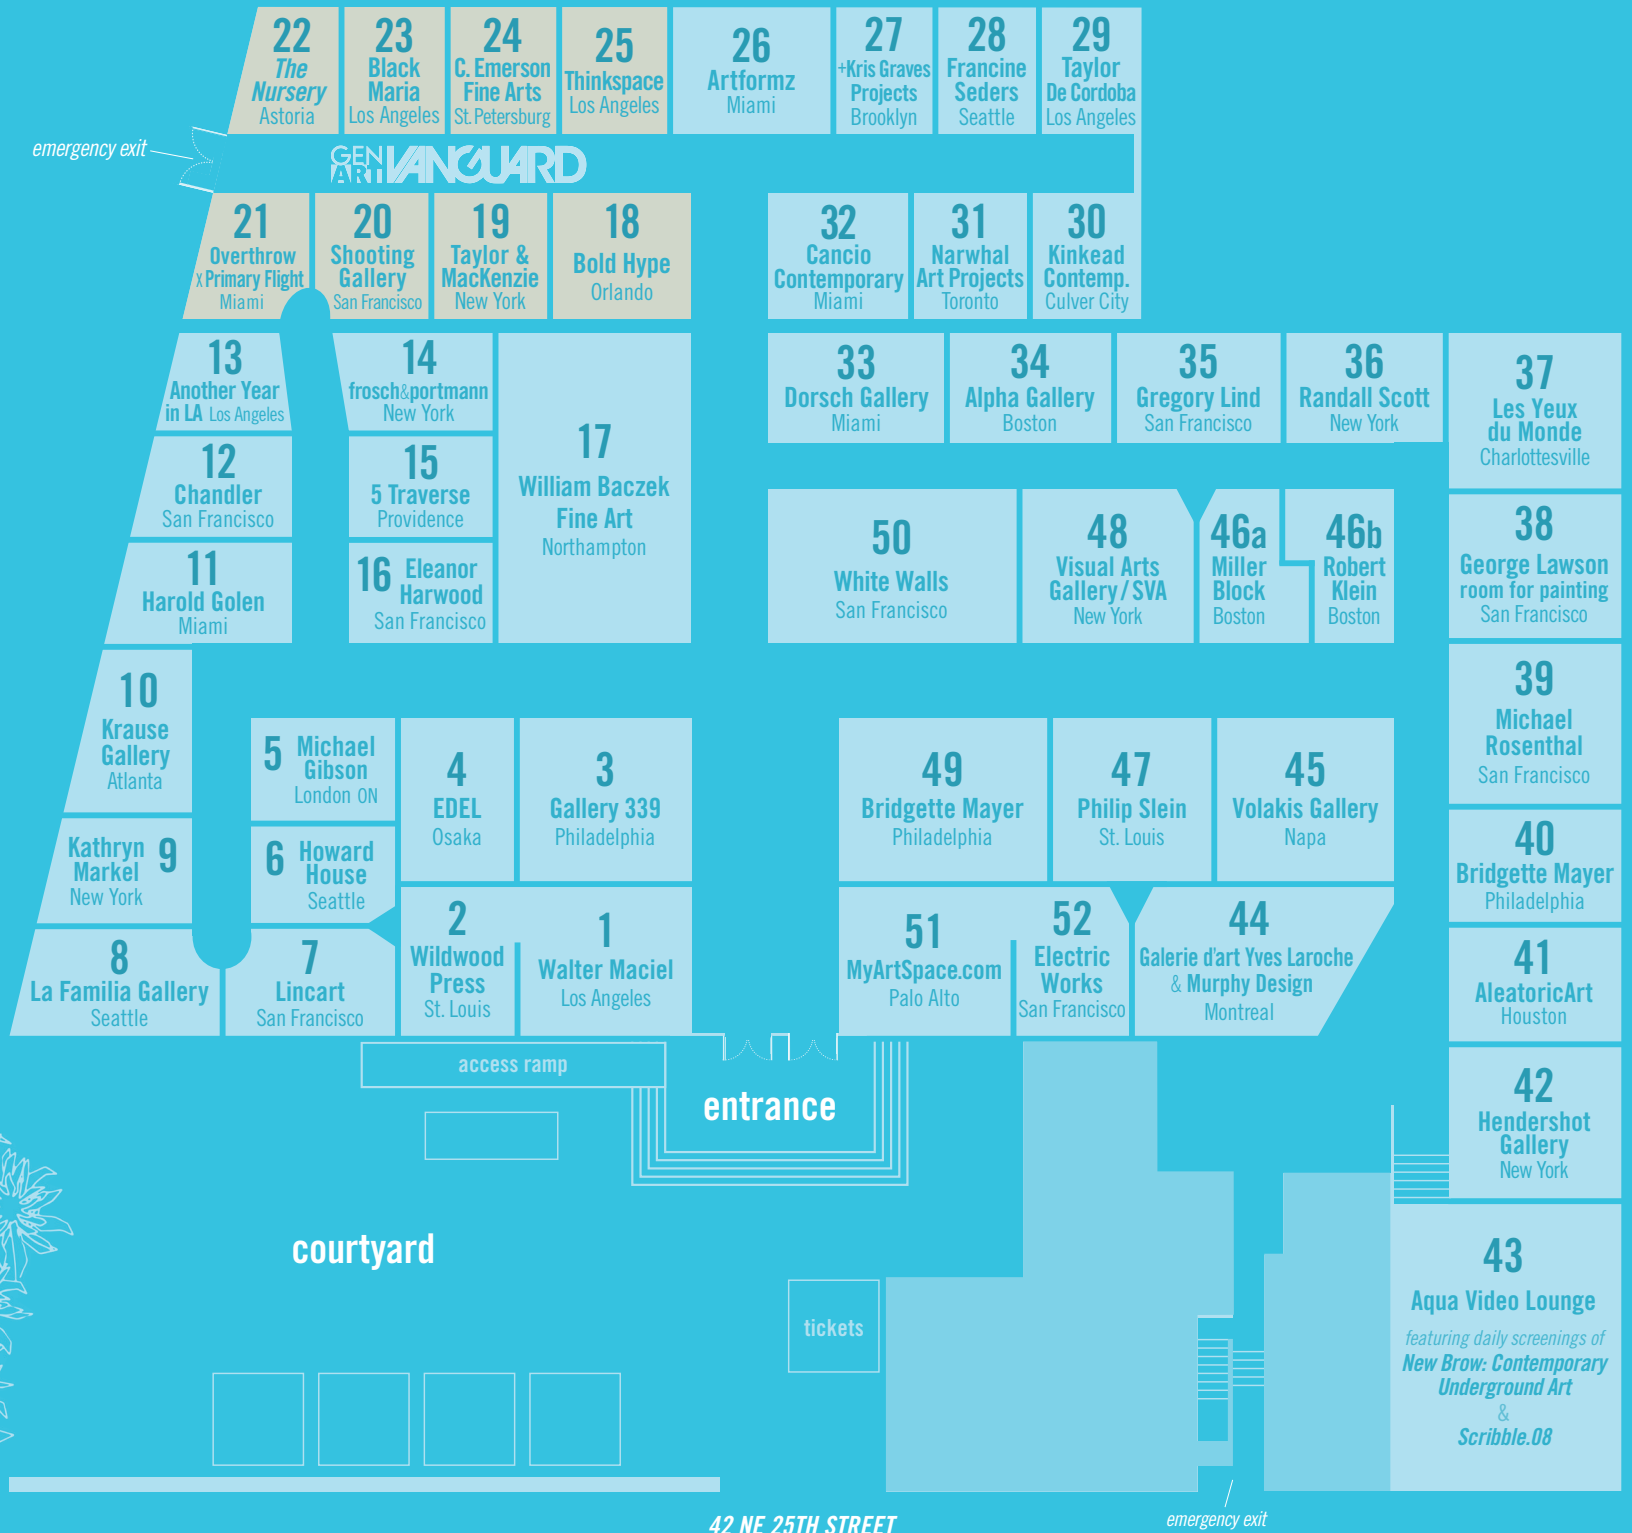 22
The
Nursery
Astoria
23
Black
Maria
Los Angeles
24
C. Emerson
Fine Arts
St. Petersburg
25
Thinkspace
Los Angeles
26
Artformz
Miami
27
+Kris Graves
Projects
Brooklyn
28
Francine
Seders
Seattle
29
Taylor
De Cordoba
Los Angeles
emergency exit
GEN
ART VANGUARD
21
Overthrow
x Primary Flight
Miami
20
Shooting
Gallery
San Francisco
19
Taylor &
MacKenzie
New York
18
Bold Hype
Orlando
32
Cancio
Contemporary
Miami
31
Narwhal
Art Projects
Toronto
30
Kinkead
Contemp.
Culver City
13
Another Year
in LA Los Angeles
14
frosch&portmann
New York
17
William Baczek
Fine Art
Northampton
33
Dorsch Gallery
Miami
34
Alpha Gallery
Boston
35
Gregory Lind
San Francisco
36
Randall Scott
New York
37
Les Yeux
du Monde
Charlottesville
12
Chandler
San Francisco
15
5 Traverse
Providence
11
Harold Golen
Miami
16 Eleanor
Harwood
San Francisco
50
White Walls
San Francisco
48
Visual Arts
Gallery/SVA
New York
46a
Miller
Block
Boston
46b
Robert
Klein
Boston
38
George Lawson
room for painting
San Francisco
10
Krause
Gallery
Atlanta
39
Michael
Rosenthal
San Francisco
5 Michael
Gibson
London ON
4
EDEL
Osaka
3
Gallery 339
Philadelphia
49
Bridgette Mayer
Philadelphia
47
Philip Slein
St. Louis
45
Volakis Gallery
Napa
Kathryn 9
Markel
New York
6 Howard
House
Seattle
40
Bridgette Mayer
Philadelphia
8
La Familia Gallery
Seattle
7
Lincart
San Francisco
2
Wildwood
Press
St. Louis
1
Walter Maciel
Los Angeles
51
MyArtSpace.com
Palo Alto
52
Electric
Works
San Francisco
44
Galerie d'art Yves Laroche
& Murphy Design
Montreal
41
AleatoricArt
Houston
access ramp
entrance
42
Hendershot
Gallery
New York
courtyard
tickets
43
Aqua Video Lounge
featuring daily screenings of
New Brow: Contemporary
Underground Art
&
Scribble.08
42 NE 25TH STREET
emergency exit